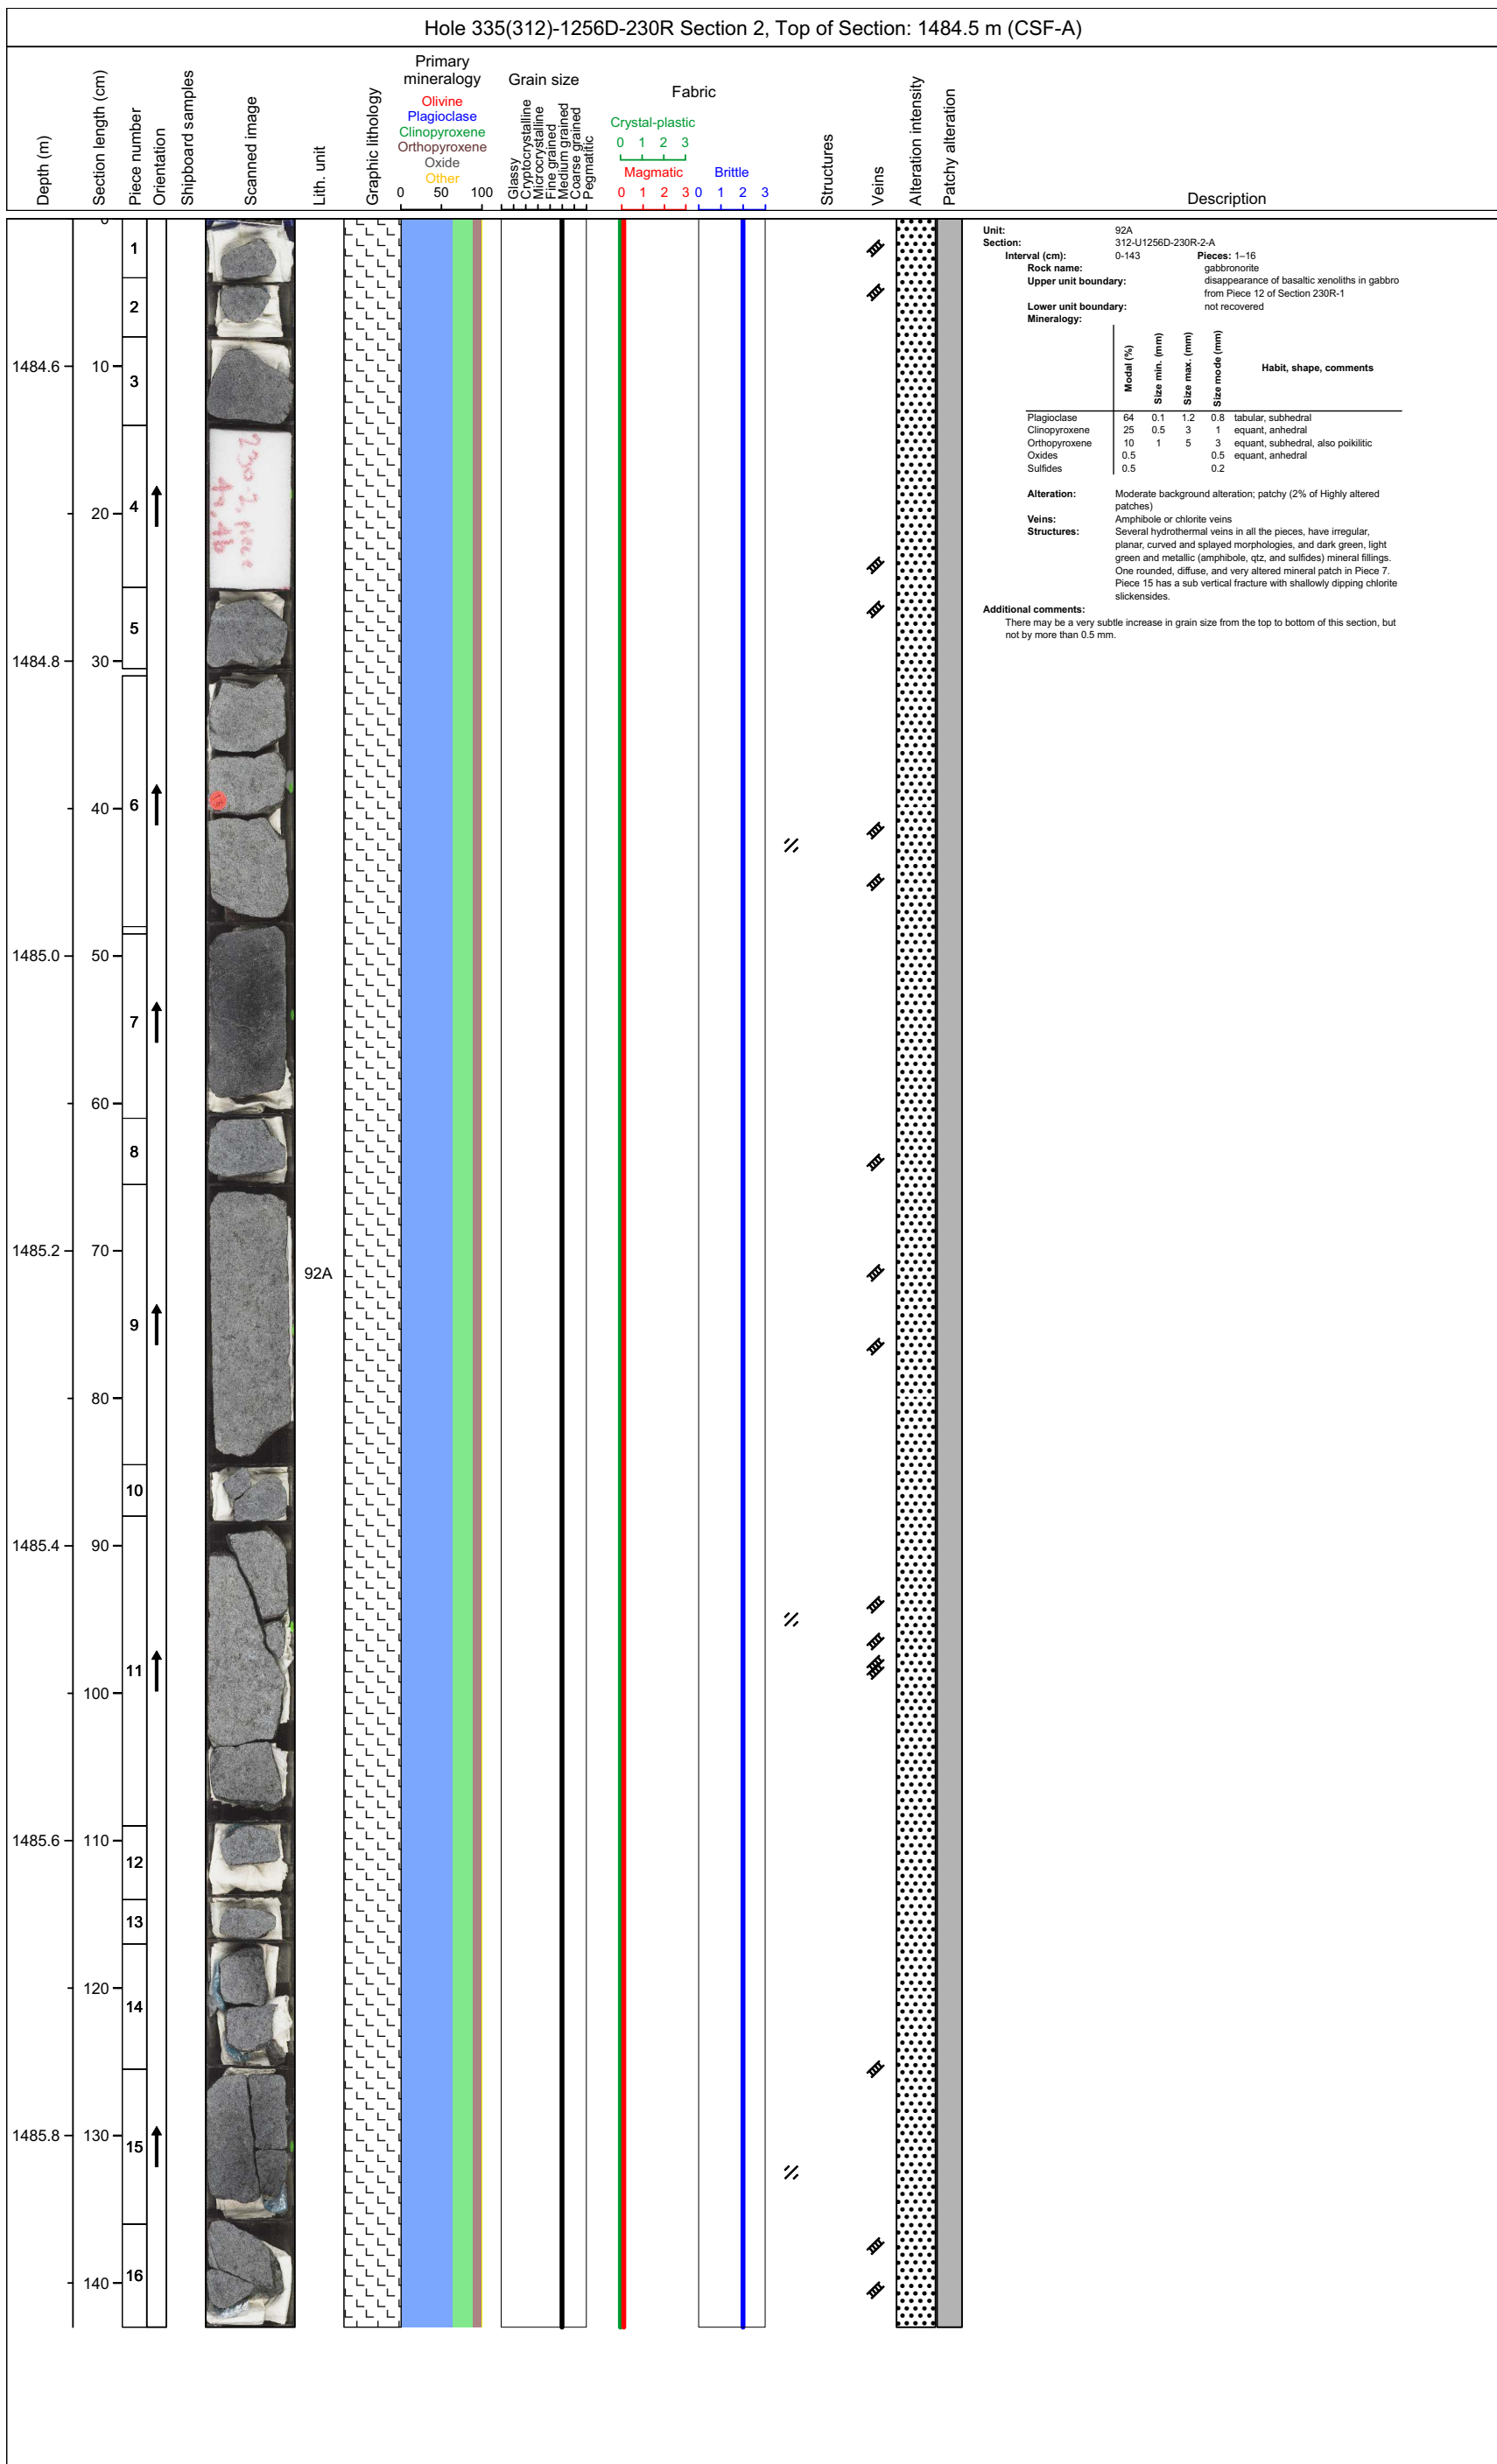 Hole 335(312)-1256D-230R Section 2, Top of Section: 1484.5 m (CSF-A)
Depth (m)
Section length (cm)
Piece number
Orientation
Shipboard samples
Scanned image
Lith. unit
Graphic lithology
Primary
mineralogy
Olivine
Plagioclase
Clinopyroxene
Orthopyroxene
Oxide
Other
0 50 100
Grain size
Glassy
Cryptocrystalline
Microcrystalline
Fine grained
Medium grained
Coarse grained
Pegmatitic
Fabric
Crystal-plastic
0 1 2 3
Magmatic
0 1 2 3
Brittle
0 1 2 3
Structures
Veins
Alteration intensity
Patchy alteration
Description
0
1
2
1484.6
10
3
2230-2, piece
4a, 4b
4
20
5
1484.8
30
6
40
1485.0
50
7
60
8
1485.2
70
92A
9
80
10
1485.4
90
11
100
1485.6
110
12
13
120
14
1485.8
130
15
16
140
Unit: 92A
Section: 312-U1256D-230R-2-A
Interval (cm): 0-143 Pieces: 1–16
Rock name: gabbronorite
Upper unit boundary: disappearance of basaltic xenoliths in gabbro
from Piece 12 of Section 230R-1
Lower unit boundary: not recovered
Mineralogy:
Modal (%)
Size min. (mm)
Size max. (mm)
Size mode (mm)
Habit, shape, comments
Plagioclase 64 0.1 1.2 0.8 tabular, subhedral
Clinopyroxene 25 0.5 3 1 equant, anhedral
Orthopyroxene 10 1 5 3 equant, subhedral, also poikilitic
Oxides 0.5 0.5 equant, anhedral
Sulfides 0.5 0.2
Alteration: Moderate background alteration; patchy (2% of Highly altered
patches)
Veins: Amphibole or chlorite veins
Structures: Several hydrothermal veins in all the pieces, have irregular,
planar, curved and splayed morphologies, and dark green, light
green and metallic (amphibole, qtz, and sulfides) mineral fillings.
One rounded, diffuse, and very altered mineral patch in Piece 7.
Piece 15 has a sub vertical fracture with shallowly dipping chlorite
slickensides.
Additional comments:
There may be a very subtle increase in grain size from the top to bottom of this section, but
not by more than 0.5 mm.